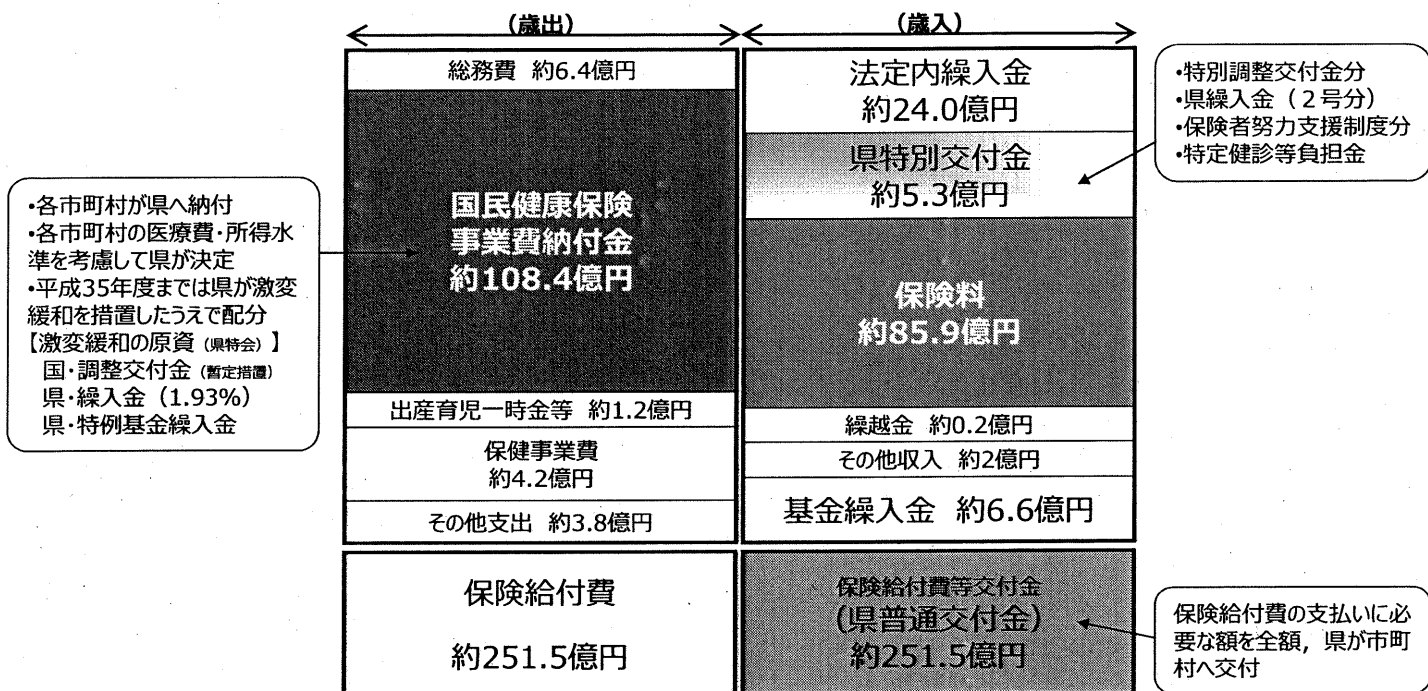 (歳出)
(歳入)
総務費 約6.4億円
国民健康保険
事業費納付金
約108.4億円
出産育児一時金等 約1.2億円
保健事業費
約4.2億円
その他支出 約3.8億円
保険給付費
約251.5億円
法定内繰入金
約24.0億円
県特別交付金
約5.3億円
保険料
約85.9億円
繰越金 約0.2億円
その他収入 約2億円
基金繰入金 約6.6億円
保険給付費等交付金
(県普通交付金)
約251.5億円
•各市町村が県へ納付
•各市町村の医療費・所得水
準を考慮して県が決定
•平成35年度までは県が激変
緩和を措置したうえで配分
【激変緩和の原資(県特会)】
国・調整交付金(暫定措置)
県・繰入金(1.93%)
県・特例基金繰入金
•特別調整交付金分
•県繰入金(2号分)
•保険者努力支援制度分
•特定健診等負担金
保険給付費の支払いに必
要な額を全額,県が市町
村へ交付